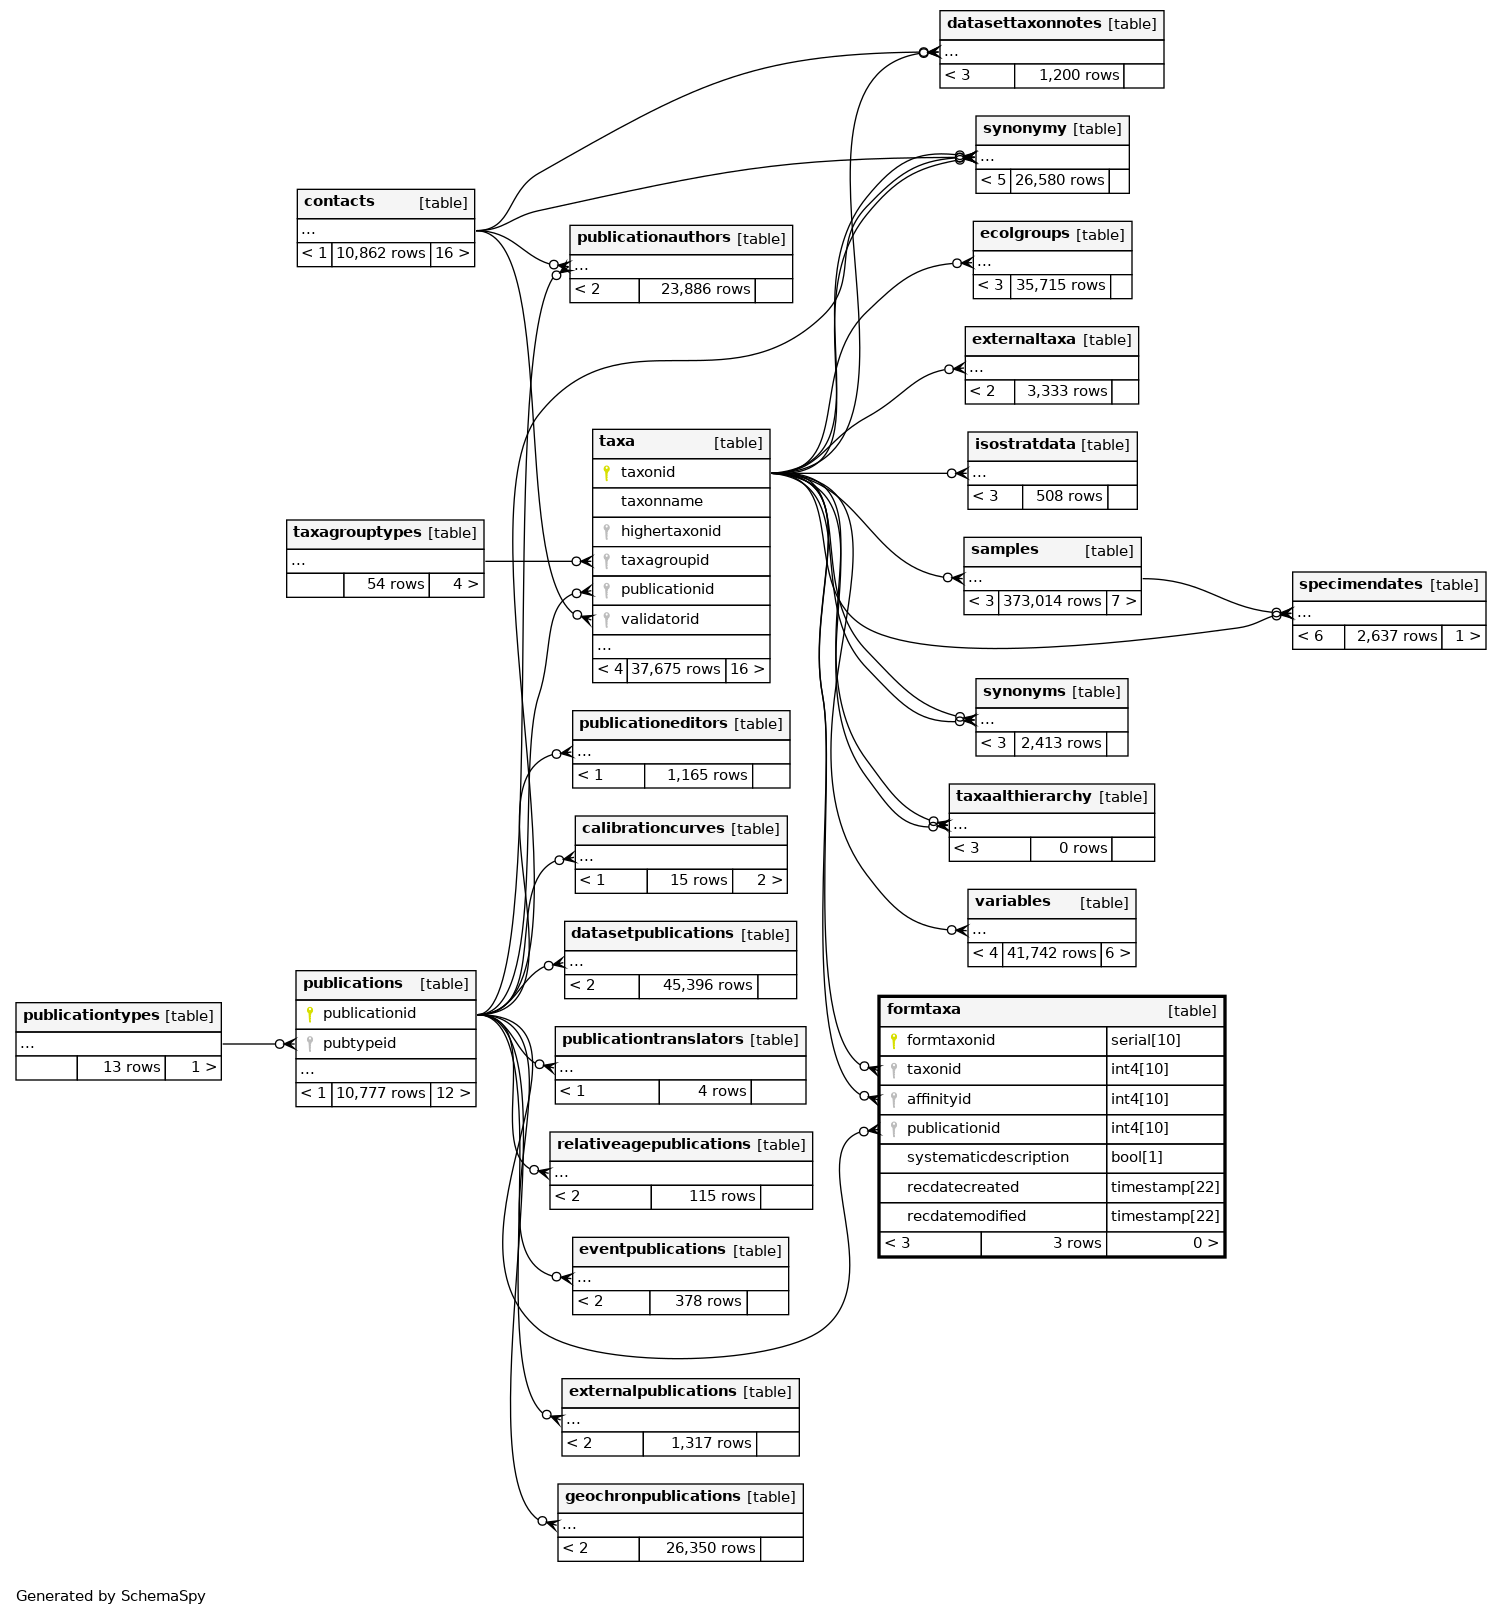 datasettaxonnotes [table]
...
< 3 1,200 rows
synonymy [table]
...
< 5 26,580 rows
contacts [table]
...
< 1 10,862 rows 16 >
publicationauthors [table]
...
< 2 23,886 rows
ecolgroups [table]
...
< 3 35,715 rows
externaltaxa [table]
...
< 2 3,333 rows
taxa [table]
taxonid
taxonname
highertaxonid
taxagroupid
publicationid
validatorid
...
< 4 37,675 rows 16 >
isostratdata [table]
...
< 3 508 rows
taxagrouptypes [table]
...
54 rows 4 >
samples [table]
...
< 3 373,014 rows 7 >
specimendates [table]
...
< 6 2,637 rows 1 >
synonyms [table]
...
< 3 2,413 rows
publicationeditors [table]
...
< 1 1,165 rows
taxaalthierarchy [table]
...
< 3 0 rows
calibrationcurves [table]
...
< 1 15 rows 2 >
variables [table]
...
< 4 41,742 rows 6 >
datasetpublications [table]
...
< 2 45,396 rows
publications [table]
publicationid
pubtypeid
...
< 1 10,777 rows 12 >
publicationtypes [table]
...
13 rows 1 >
formtaxa [table]
formtaxonid serial[10]
taxonid int4[10]
affinityid int4[10]
publicationid int4[10]
systematicdescription bool[1]
recdatecreated timestamp[22]
recdatemodified timestamp[22]
< 3 3 rows 0 >
publicationtranslators [table]
...
< 1 4 rows
relativeagepublications [table]
...
< 2 115 rows
eventpublications [table]
...
< 2 378 rows
externalpublications [table]
...
< 2 1,317 rows
geochronpublications [table]
...
< 2 26,350 rows
Generated by SchemaSpy